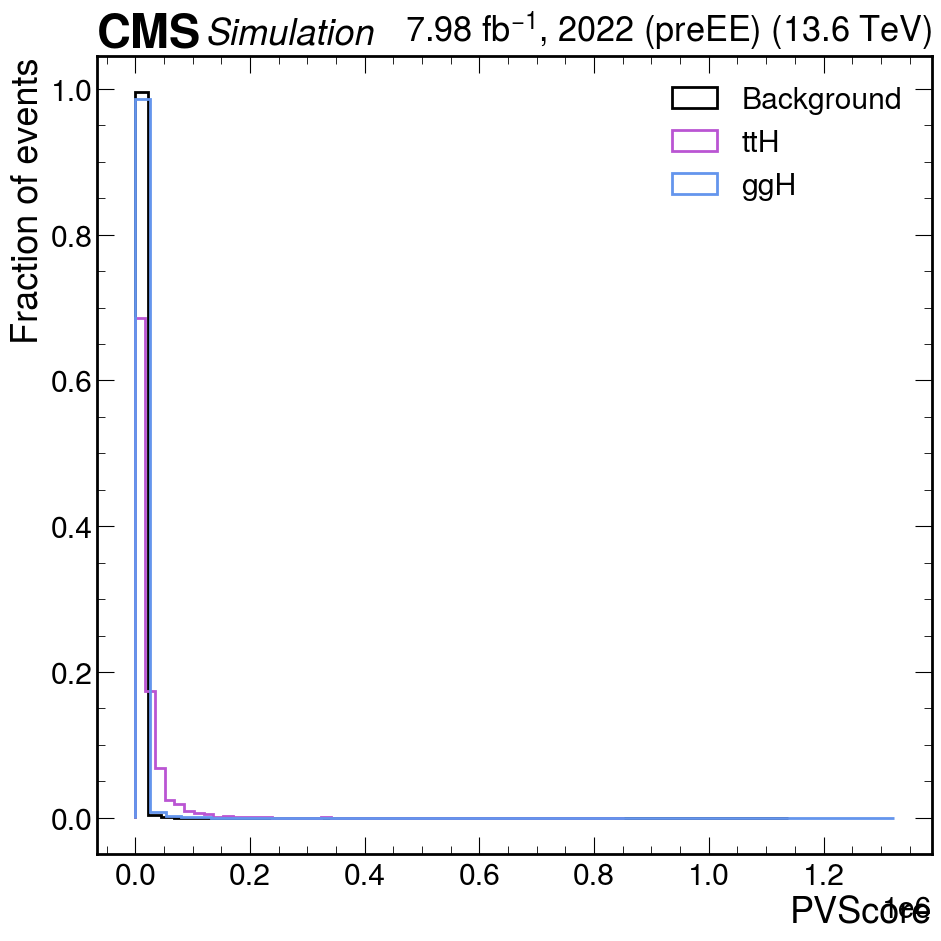 CMS Simulation 7.98 fb⁻¹, 2022 (preEE) (13.6 TeV)
Fraction of events
1.0
0.8
0.6
0.4
0.2
0.0
Background
ttH
ggH
0.0 0.2 0.4 0.6 0.8 1.0 1.2
PVScore
1e6